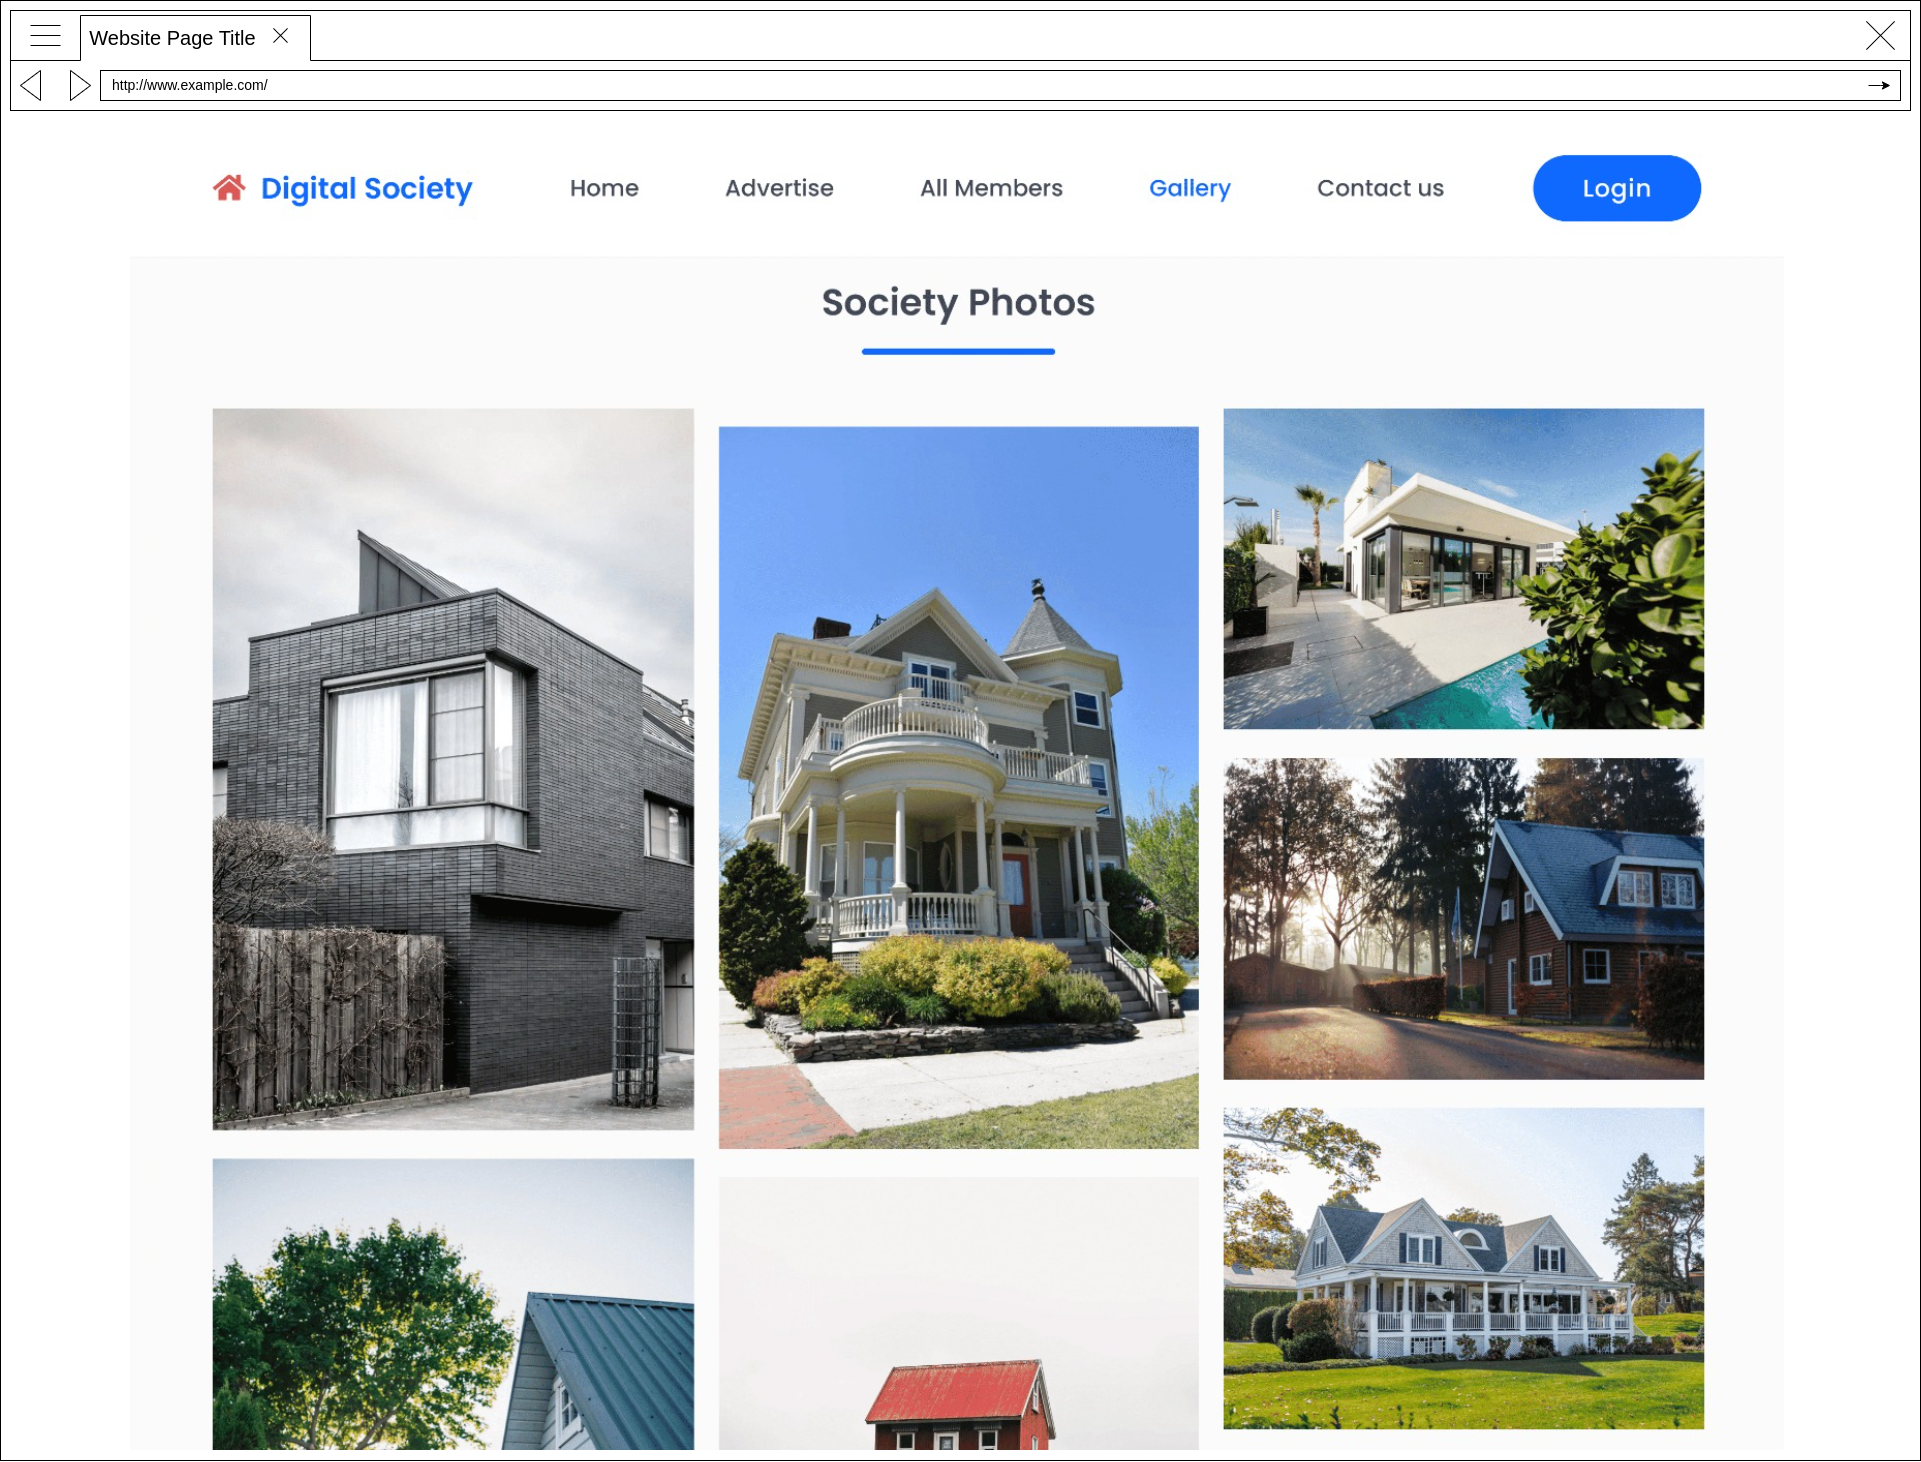 Website Page Title
http://www.example.com/
Digital Society
Home
Advertise
All Members
Gallery
Contact us
Login
Society Photos